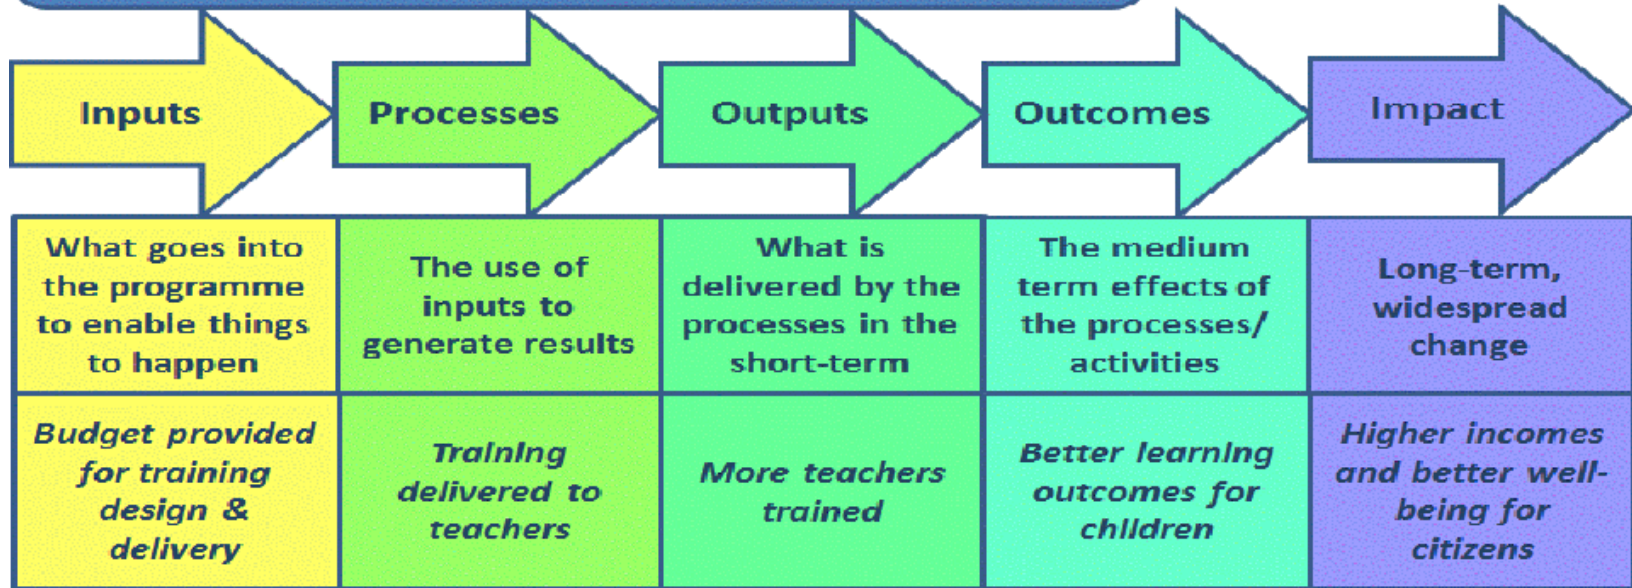 Inputs
Processes
Outputs
Outcomes
Impact
What goes into
the programme
to enable things
to happen
The use of
inputs to
generate results
What is
delivered by the
processes in the
short-term
The medium
term effects of
the processes/
activities
Long-term,
widespread
change
Budget provided
for training
design &
delivery
Training
delivered to
teachers
More teachers
trained
Better learning
outcomes for
children
Higher incomes
and better well-
being for
citizens